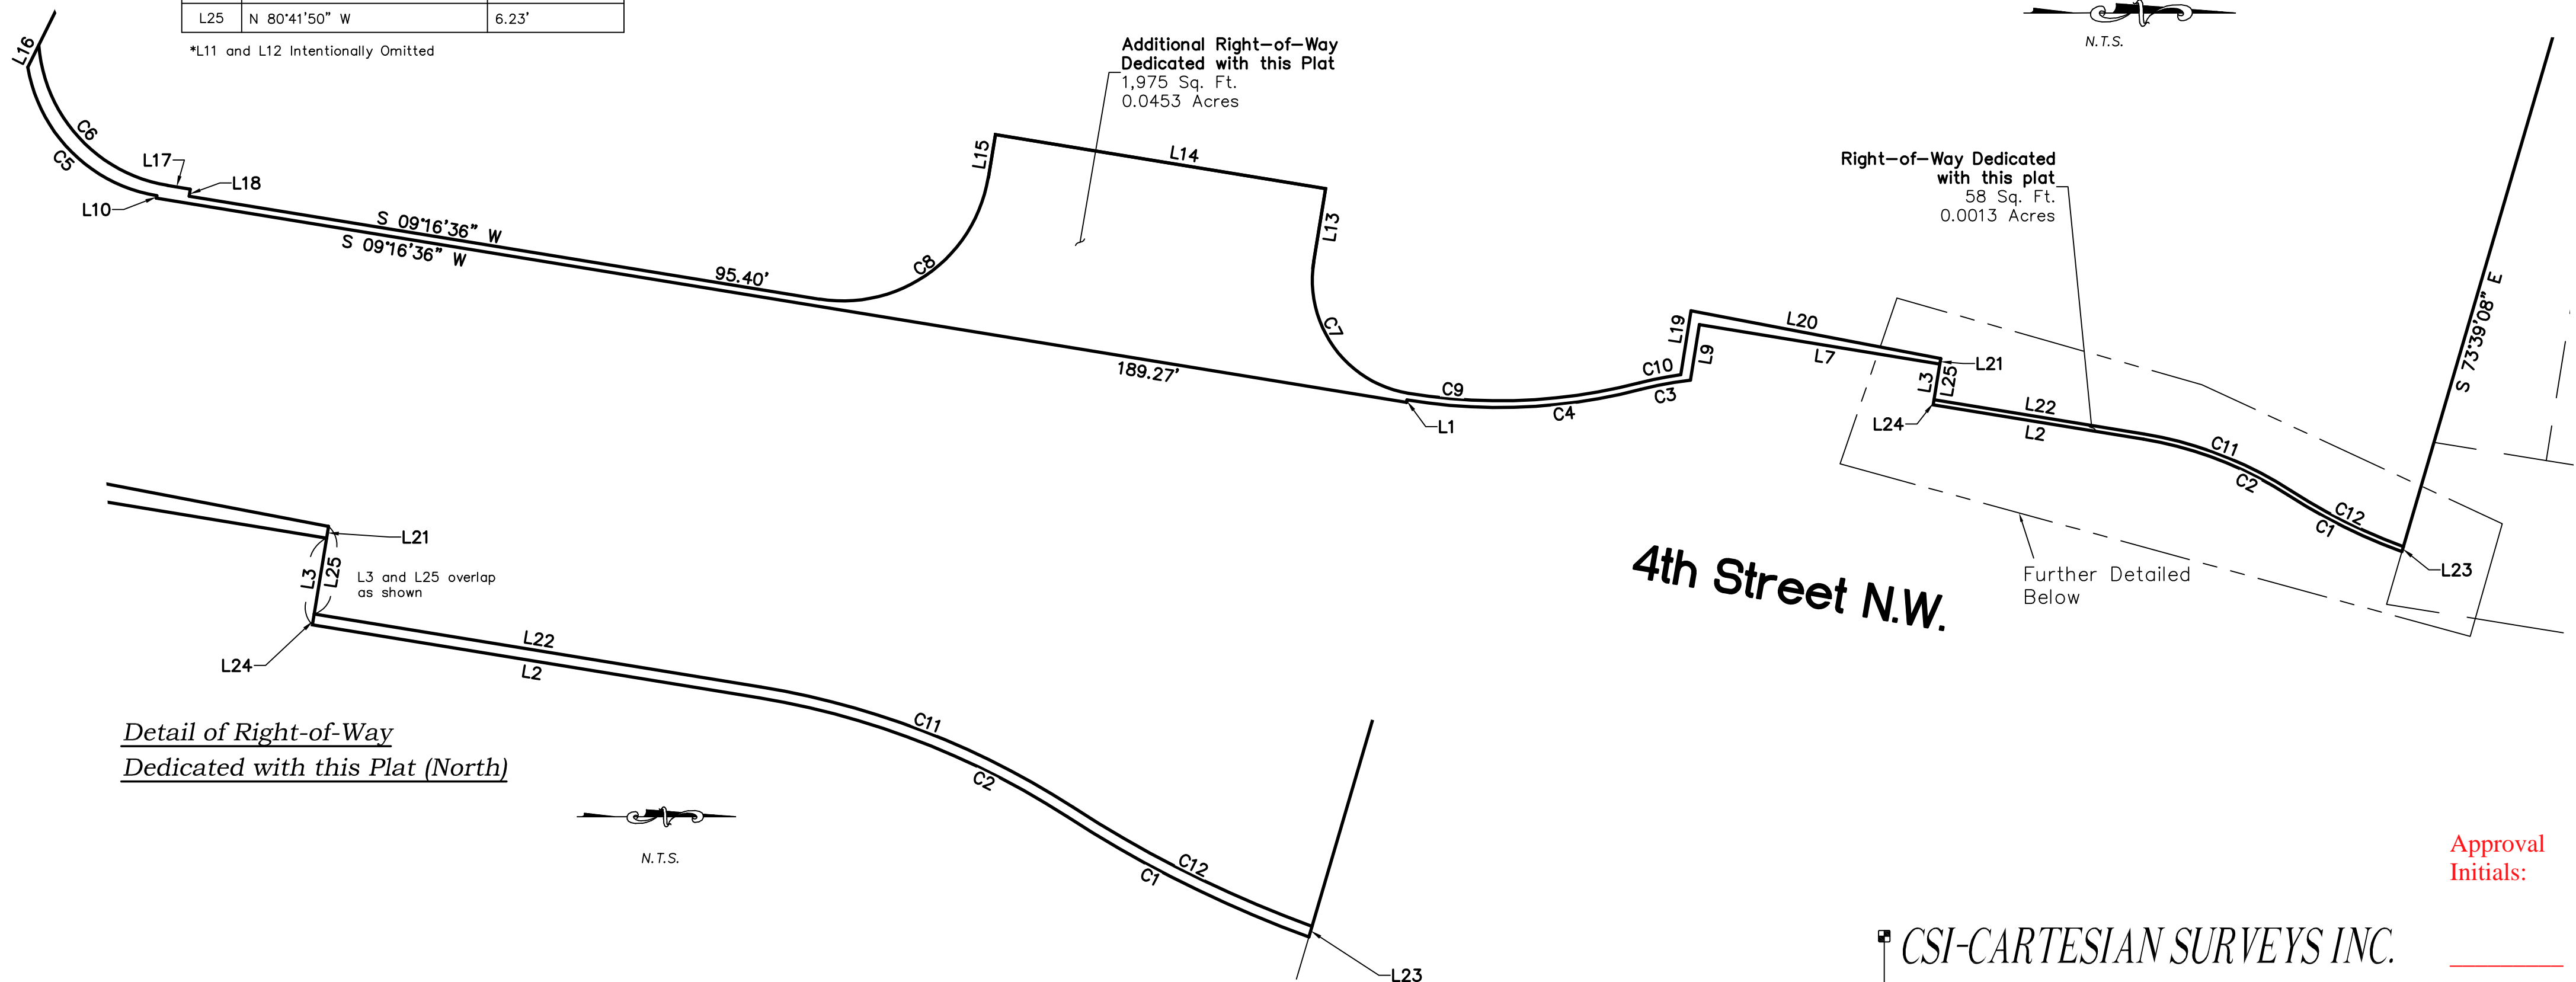 L25 N 80°41'50" W 6.23'
*L11 and L12 Intentionally Omitted
N.T.S.
Additional Right-of-Way
Dedicated with this Plat
1,975 Sq. Ft.
0.0453 Acres
Right-of-Way Dedicated
with this plat
58 Sq. Ft.
0.0013 Acres
L16
C6
C5
L17
L18
L10
S 09°16'36" W
S 09°16'36" W
95.40'
189.27'
C8
L15
L14
L13
C7
C9
C4
L1
C10
C3
L19
L9
L20
L7
L21
L3
L25
L24
L22
L2
C11
C2
C12
C1
L23
S 73°39'08" E
Further Detailed
Below
4th Street N.W.
L21
L3
L25
L3 and L25 overlap
as shown
L24
L22
L2
C11
C2
C12
C1
L23
Detail of Right-of-Way
Dedicated with this Plat (North)
N.T.S.
Approval
Initials:
CSI-CARTESIAN SURVEYS INC.